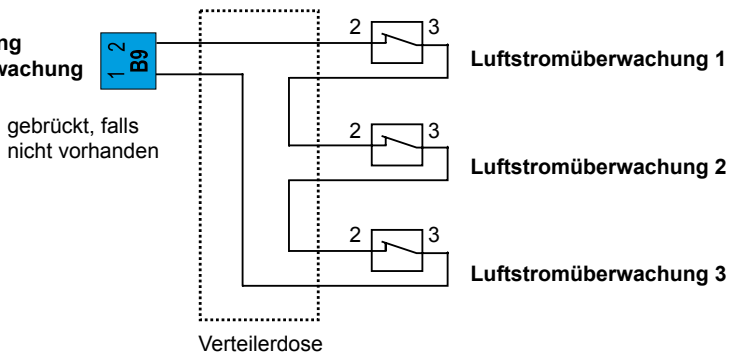 ng
wachung
1 2
B9
gebrückt, falls
nicht vorhanden
2 3
Luftstromüberwachung 1
2 3
Luftstromüberwachung 2
2 3
Luftstromüberwachung 3
Verteilerdose